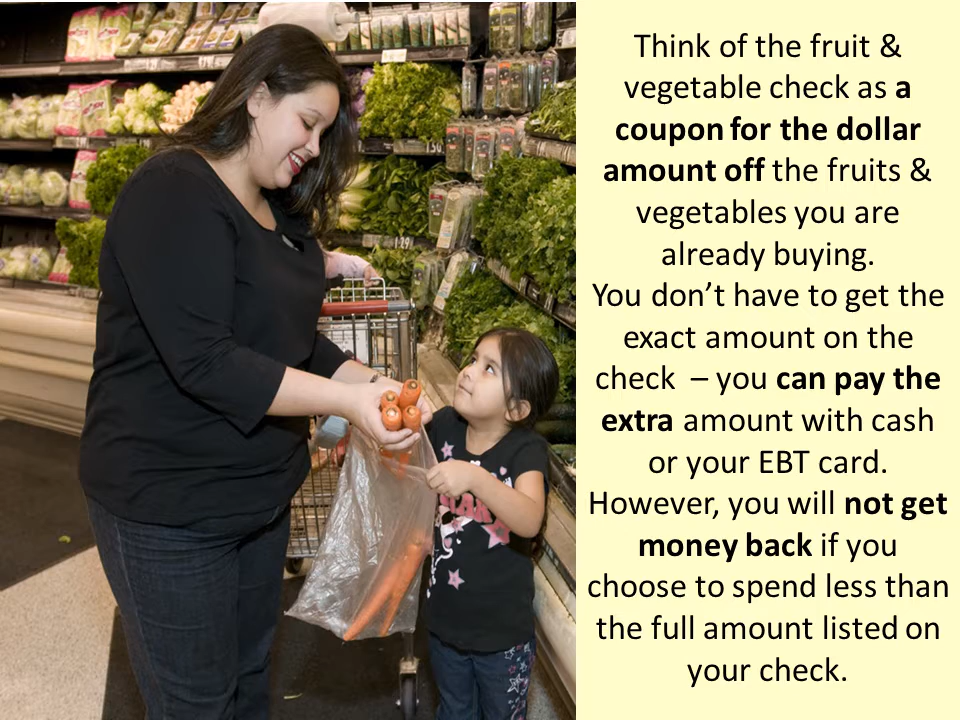 Think of the fruit &
vegetable check as a
coupon for the dollar
amount off the fruits &
vegetables you are
already buying.
You don’t have to get the
exact amount on the
check – you can pay the
extra amount with cash
or your EBT card.
However, you will not get
money back if you
choose to spend less than
the full amount listed on
your check.
1.29